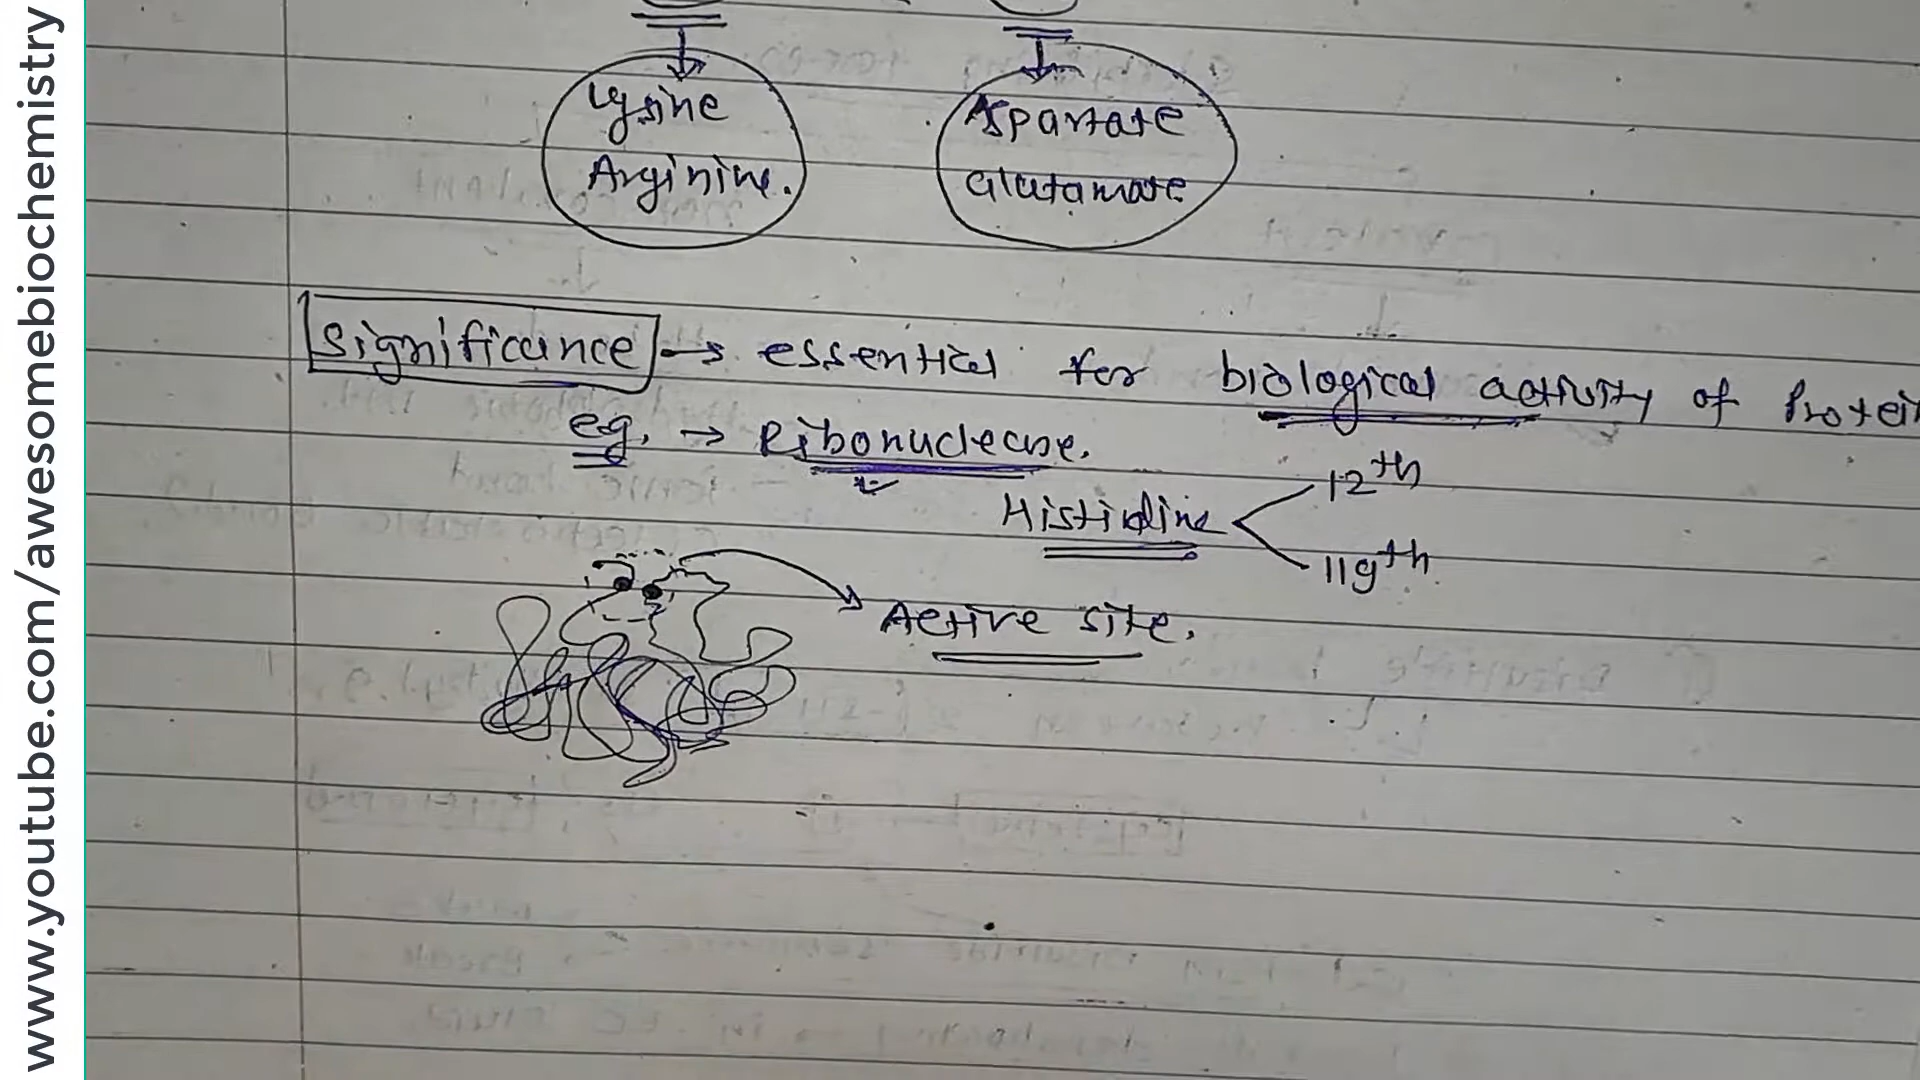 www.youtube.com/awesomebiochemistry
Lysine
Arginine.
Aspartate
Glutamate
Significance → essential for biological activity of Protein
eg. → Ribonuclease.
Histidine
12th
119th
Active site.